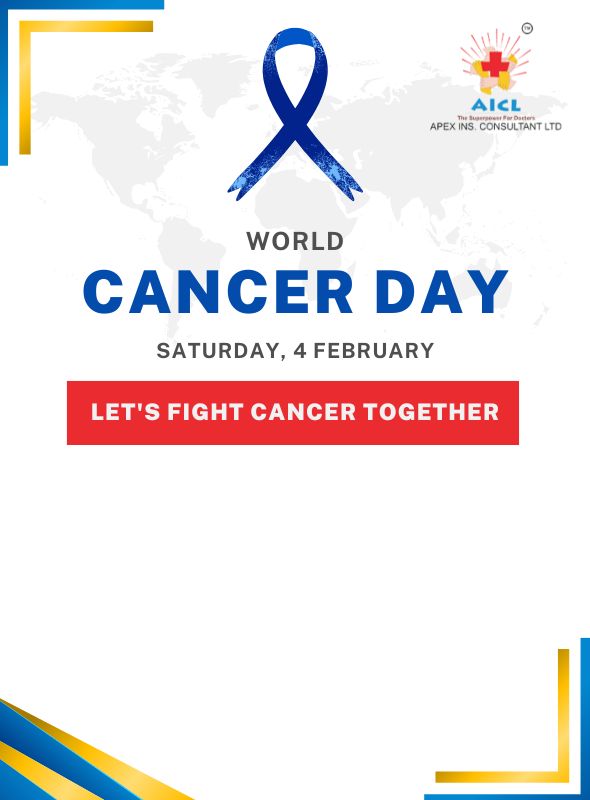 TM
AICL
The Superpower For Doctors
APEX INS. CONSULTANT LTD
WORLD
CANCER DAY
SATURDAY, 4 FEBRUARY
LET'S FIGHT CANCER TOGETHER